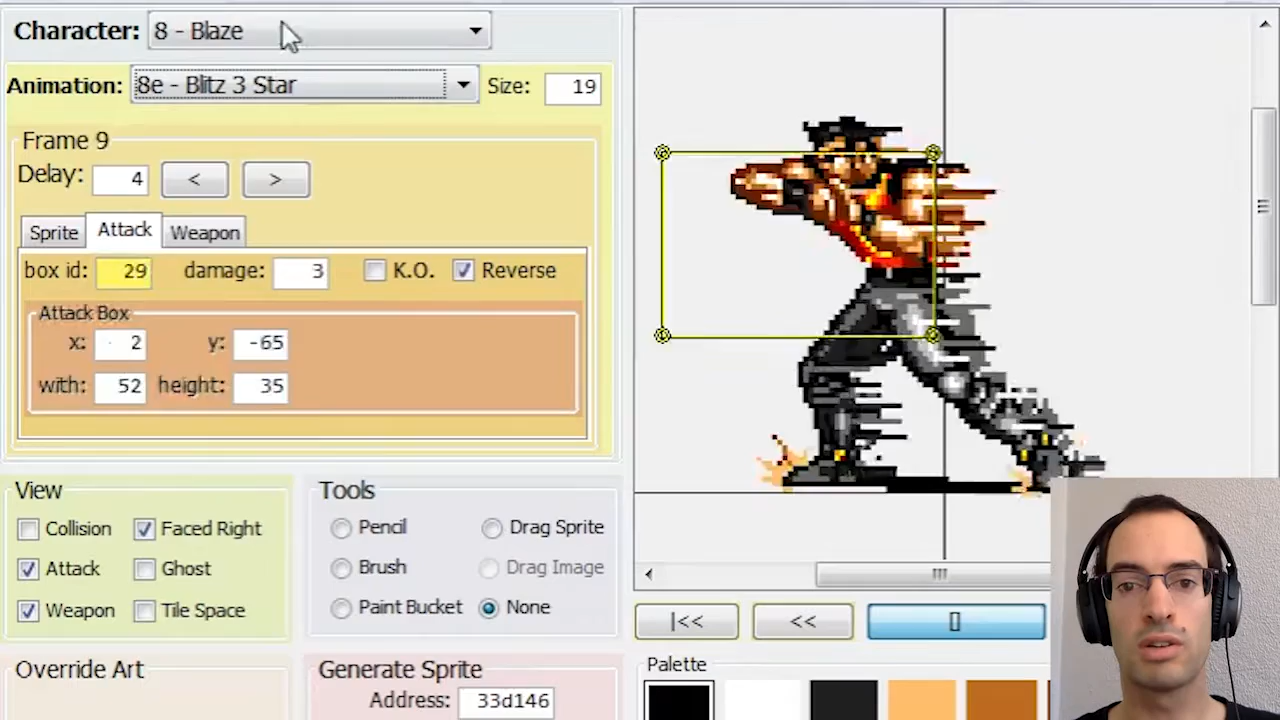 Character: 8 - Blaze
Animation: 8e - Blitz 3 Star Size: 19
Frame 9
Delay: 4 < >
Sprite Attack Weapon
box id: 29 damage: 3 K.O. Reverse
Attack Box
x: 2 y: -65
with: 52 height: 35
View
Collision Faced Right
Attack Ghost
Weapon Tile Space
Tools
Pencil Drag Sprite
Brush Drag Image
Paint Bucket None
|<< << []
Override Art
Generate Sprite
Address: 33d146
Palette